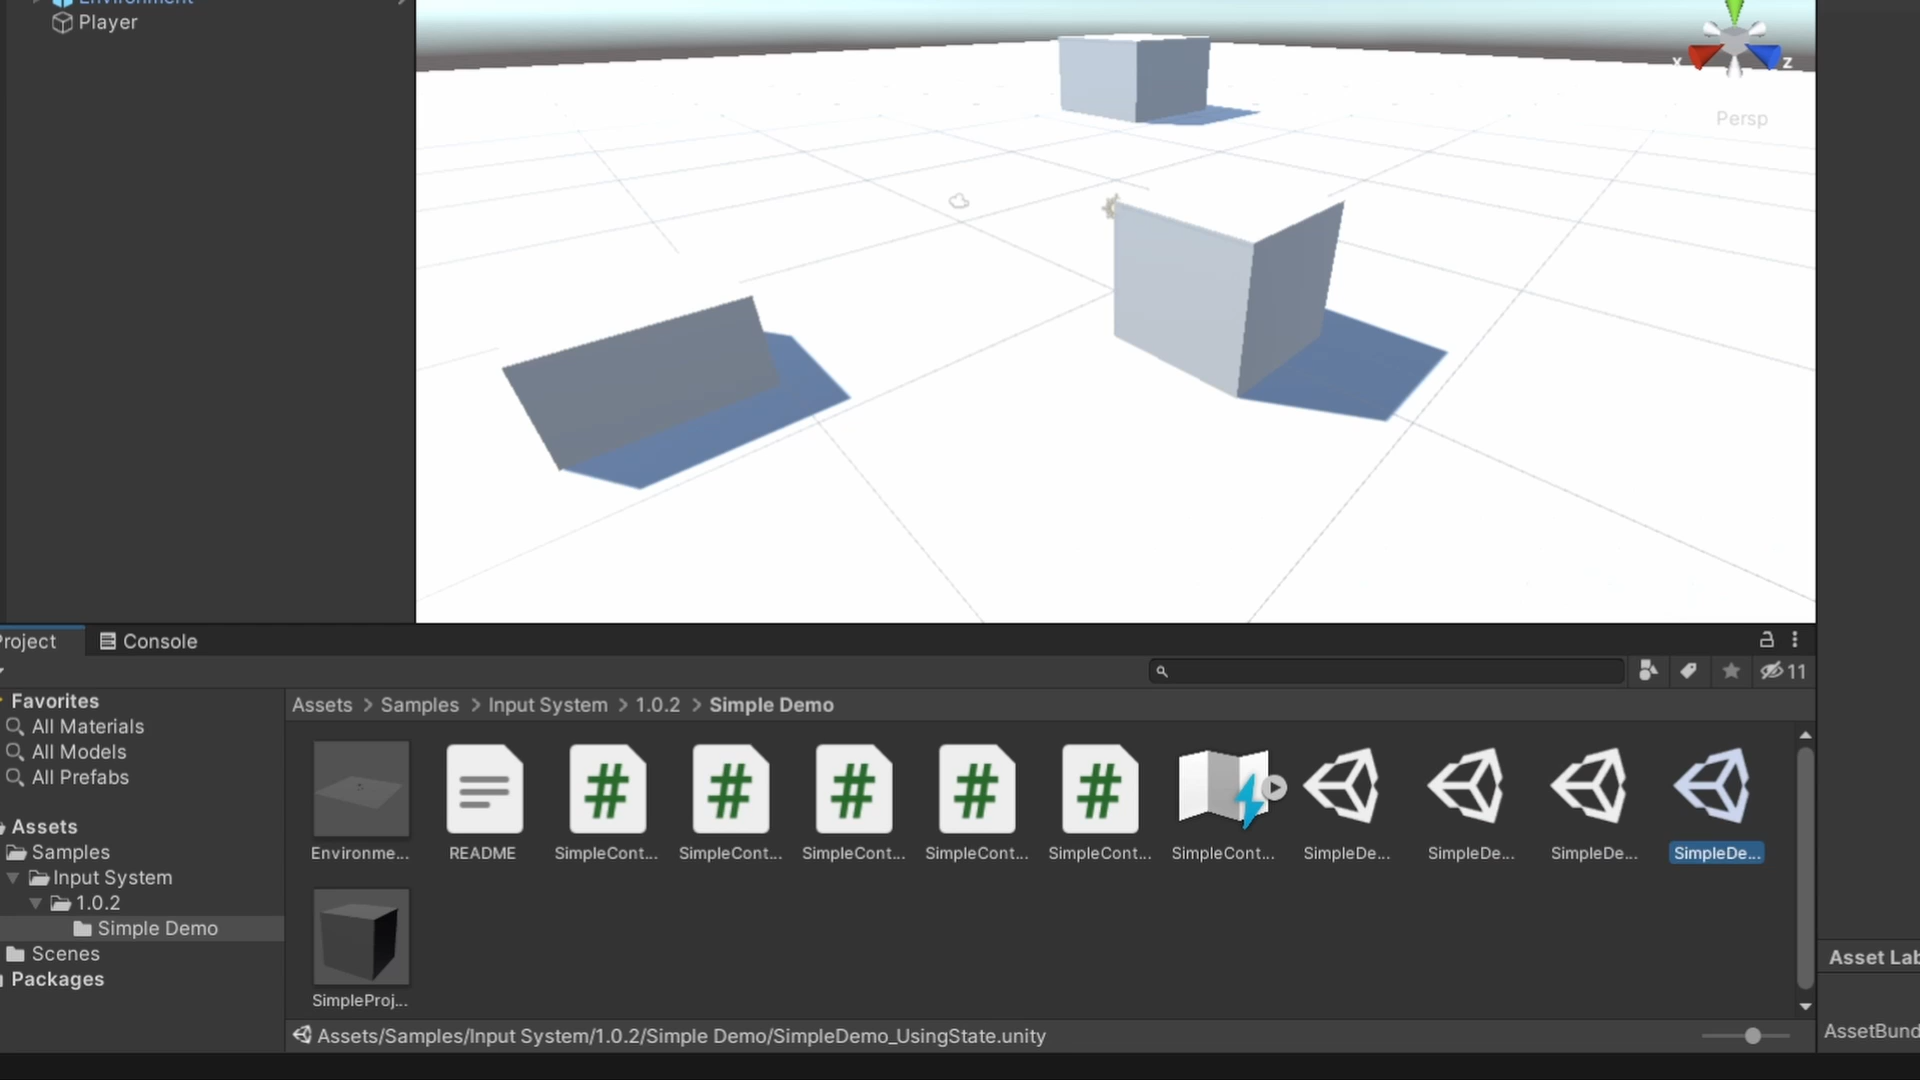 Environment
Player
X
Z
Persp
Project
Console
11
Favorites
All Materials
All Models
All Prefabs
Assets
Samples
Input System
1.0.2
Simple Demo
Scenes
Packages
Assets > Samples > Input System > 1.0.2 > Simple Demo
Environme...
README
SimpleCont...
SimpleCont...
SimpleCont...
SimpleCont...
SimpleCont...
SimpleCont...
SimpleDe...
SimpleDe...
SimpleDe...
SimpleDe...
SimpleProj...
Assets/Samples/Input System/1.0.2/Simple Demo/SimpleDemo_UsingState.unity
Asset Lab
AssetBund